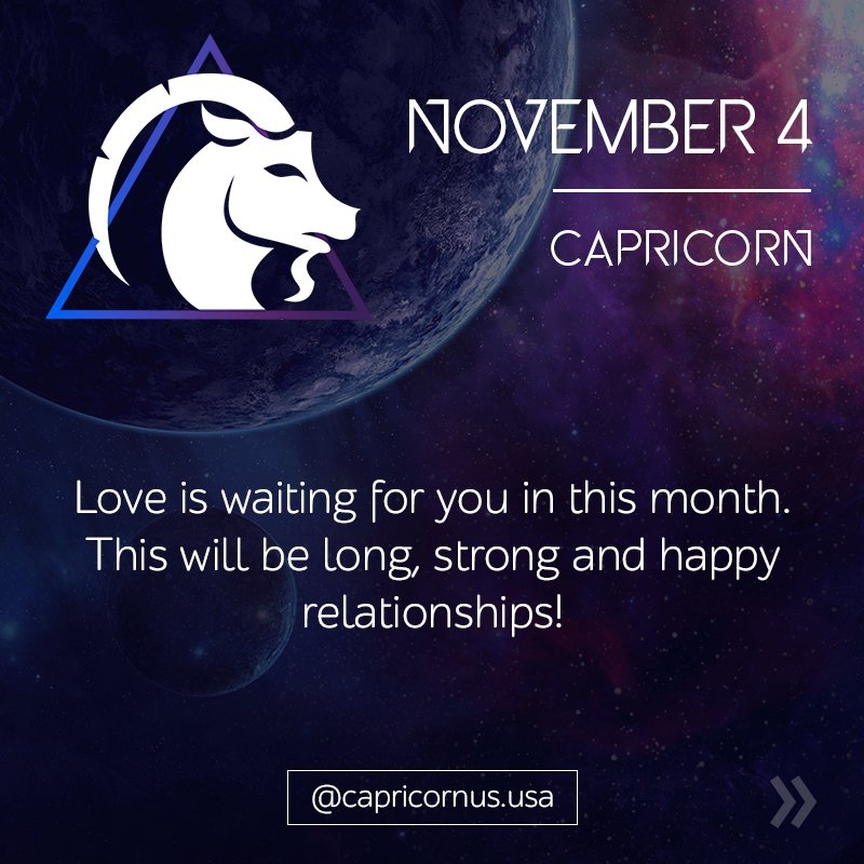 NOVEMBER 4
CAPRICORN
Love is waiting for you in this month.
This will be long, strong and happy
relationships!
@capricornus.usa